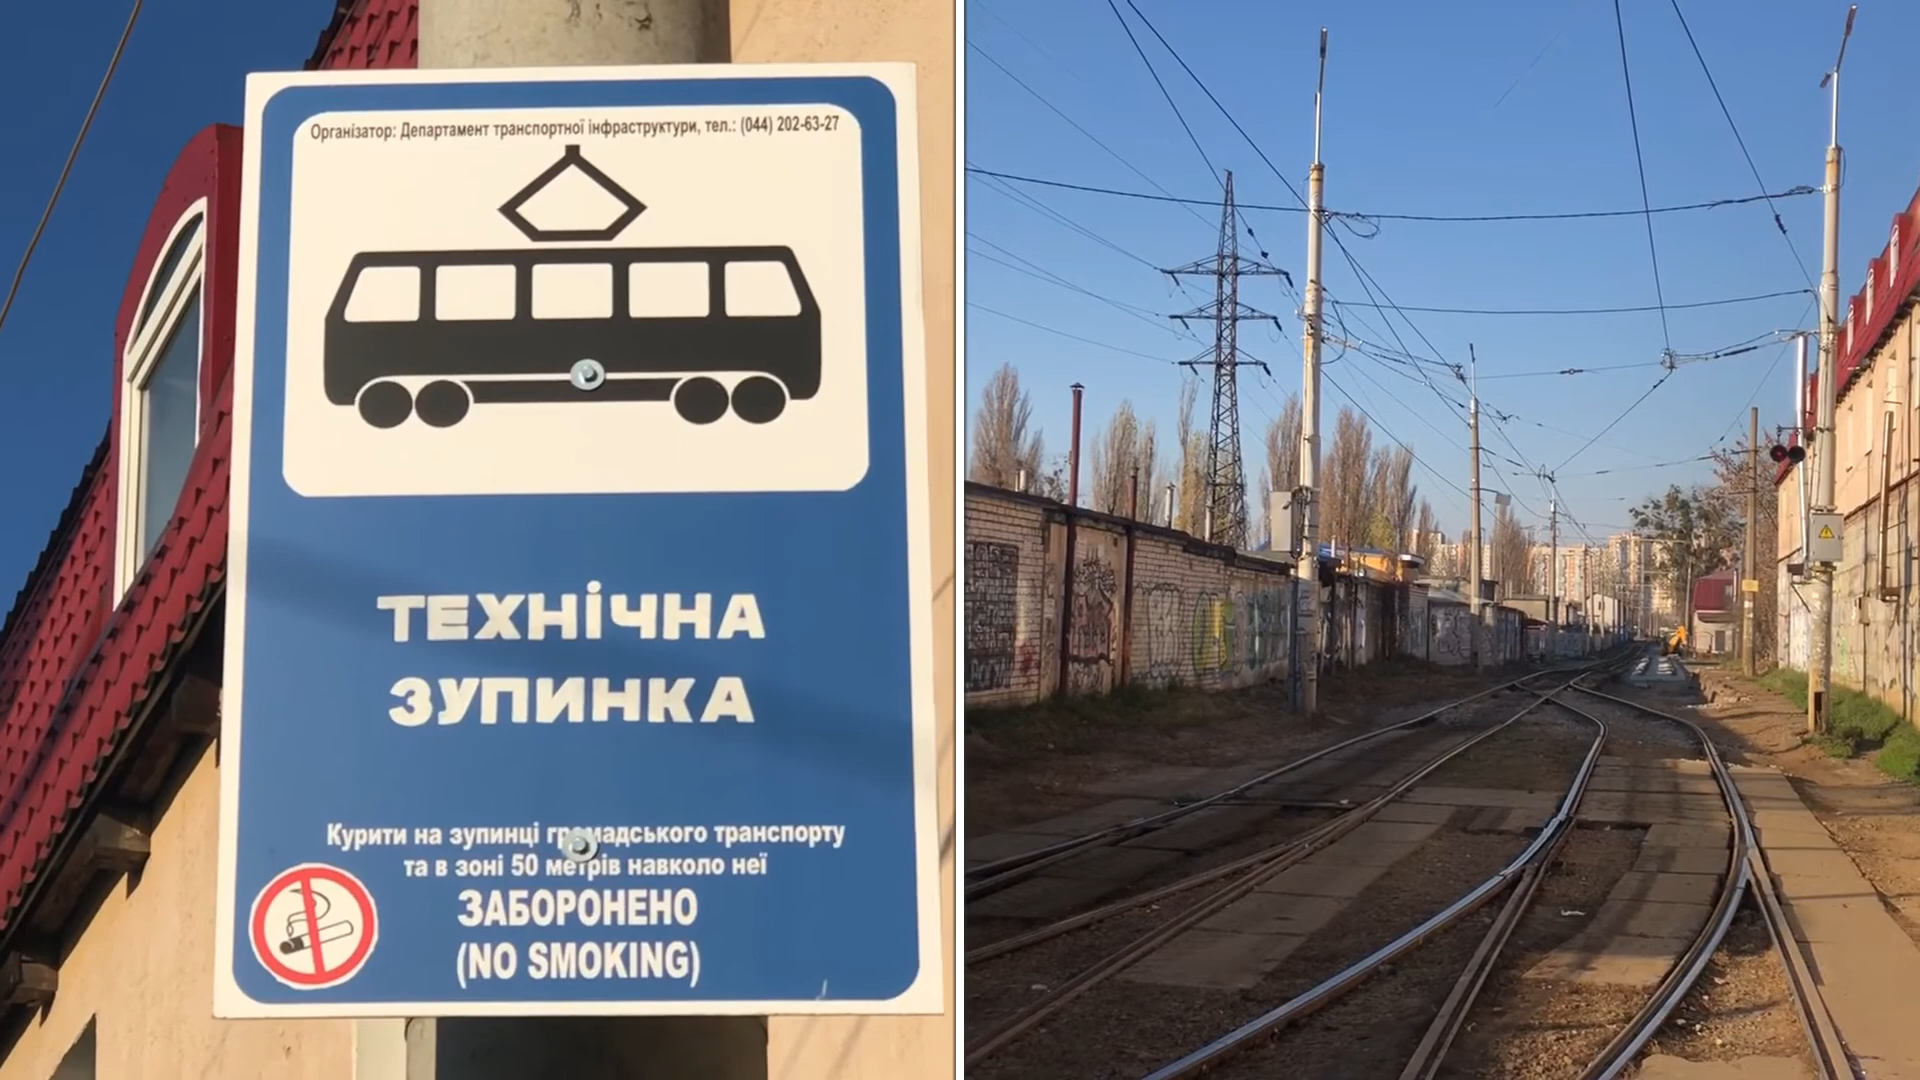 Організатор: Департамент транспортної інфраструктури, тел.: (044) 202-63-27
ТЕХНіЧНА
ЗУПИНКА
Курити на зупинці громадського транспорту
та в зоні 50 метрів навколо неї
ЗАБОРОНЕНО
(NO SMOKING)